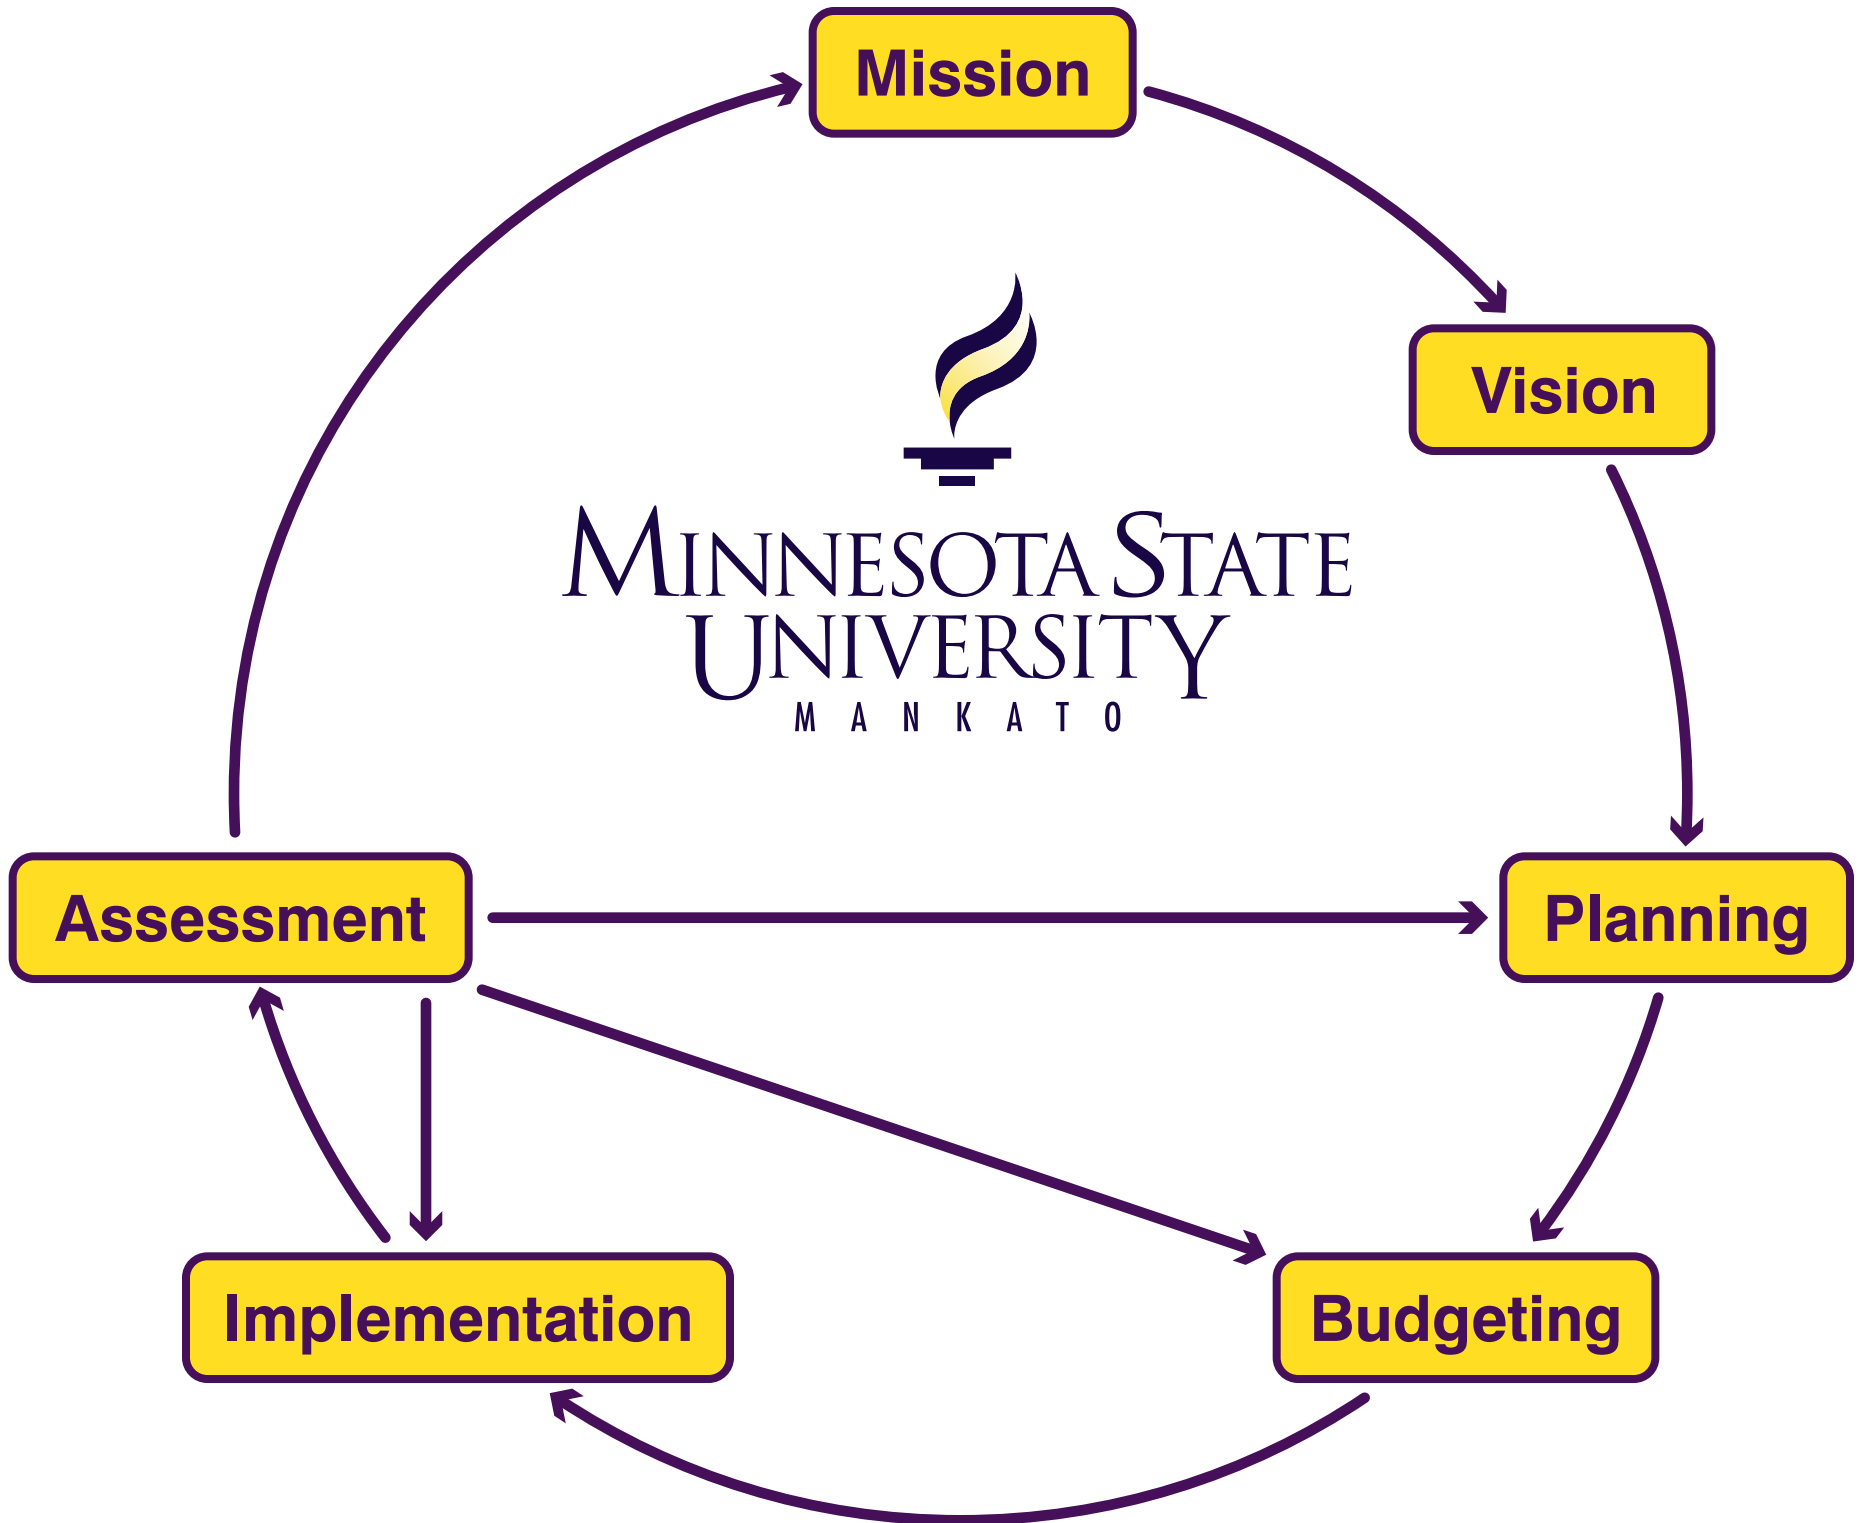 Mission
Vision
MINNESOTA STATE
UNIVERSITY
MANKATO
Assessment
Planning
Implementation
Budgeting